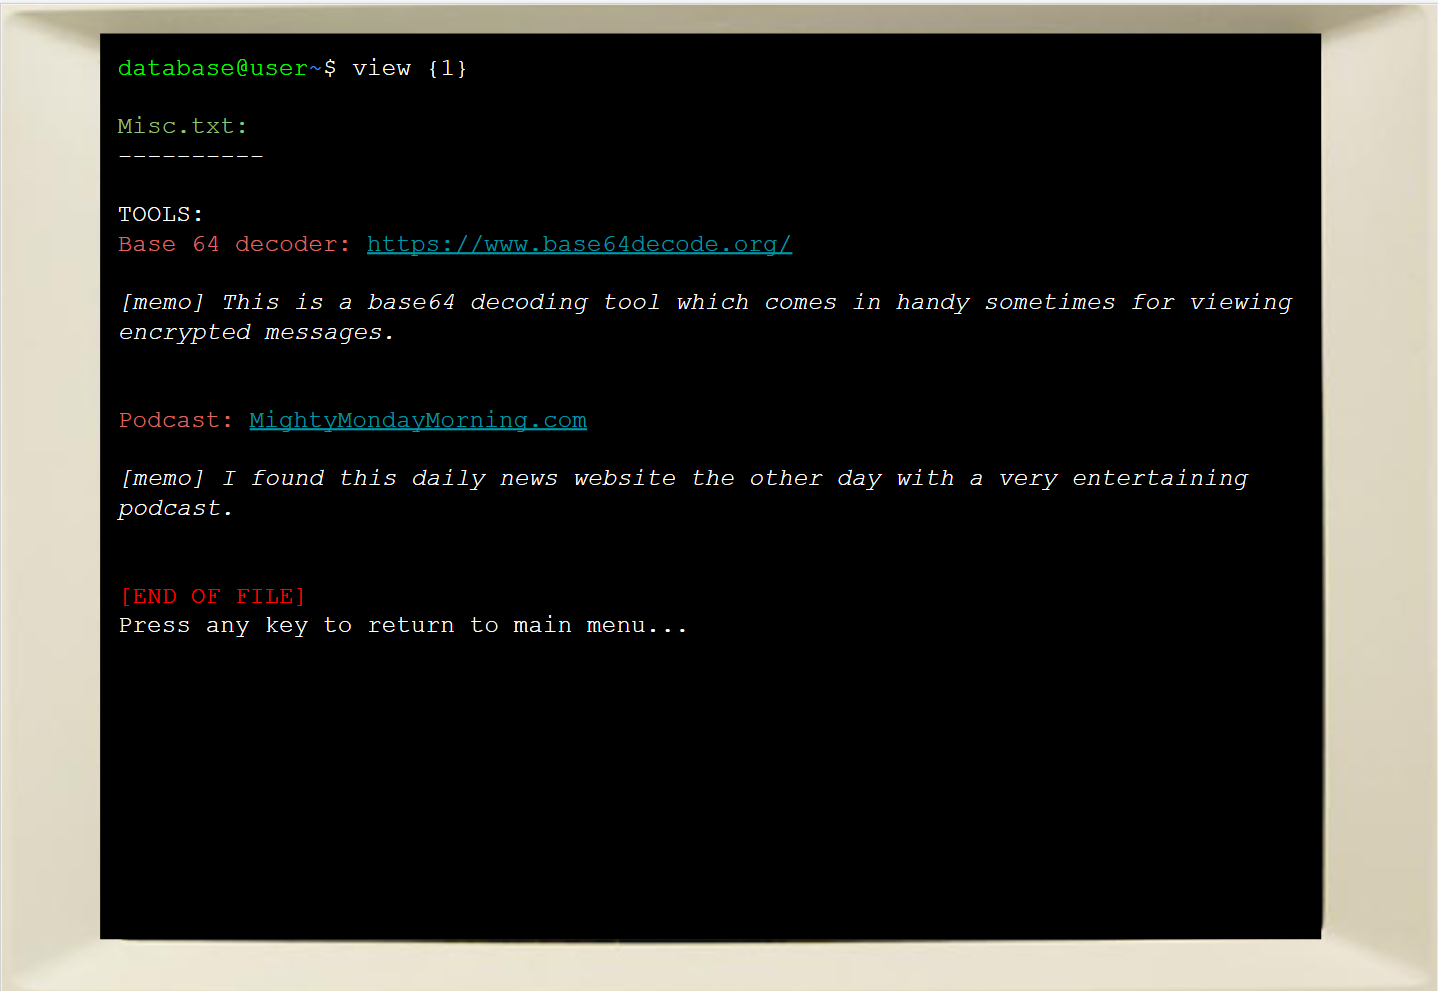 database@user~$ view {1}
Misc.txt:
----------
TOOLS:
Base 64 decoder: https://www.base64decode.org/
[memo] This is a base64 decoding tool which comes in handy sometimes for viewing
encrypted messages.
Podcast: MightyMondayMorning.com
[memo] I found this daily news website the other day with a very entertaining
podcast.
[END OF FILE]
Press any key to return to main menu...